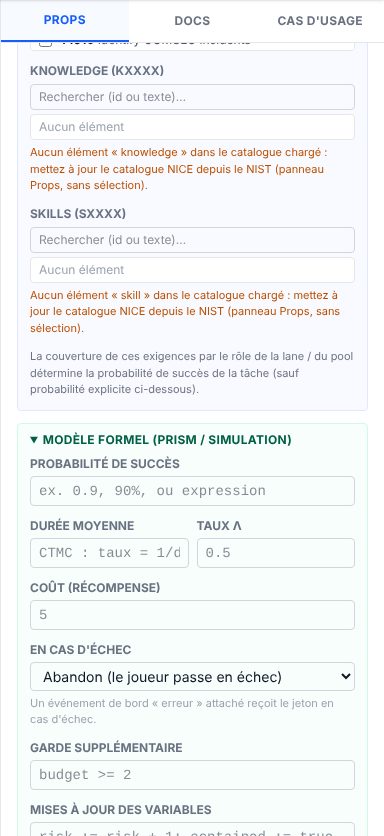 PROPS
DOCS
CAS D'USAGE
KNOWLEDGE (KXXXX)
Rechercher (id ou texte)...
Aucun élément
Aucun élément « knowledge » dans le catalogue chargé :
mettez à jour le catalogue NICE depuis le NIST (panneau
Props, sans sélection).
SKILLS (SXXXX)
Rechercher (id ou texte)...
Aucun élément
Aucun élément « skill » dans le catalogue chargé : mettez à
jour le catalogue NICE depuis le NIST (panneau Props, sans
sélection).
La couverture de ces exigences par le rôle de la lane / du pool
détermine la probabilité de succès de la tâche (sauf
probabilité explicite ci-dessous).
▼ MODÈLE FORMEL (PRISM / SIMULATION)
PROBABILITÉ DE SUCCÈS
ex. 0.9, 90%, ou expression
DURÉE MOYENNE
TAUX Λ
CTMC : taux = 1/d
0.5
COÛT (RÉCOMPENSE)
5
EN CAS D'ÉCHEC
Abandon (le joueur passe en échec)
Un événement de bord « erreur » attaché reçoit le jeton en
cas d'échec.
GARDE SUPPLÉMENTAIRE
budget >= 2
MISES À JOUR DES VARIABLES
risk := risk + 1; contained := true